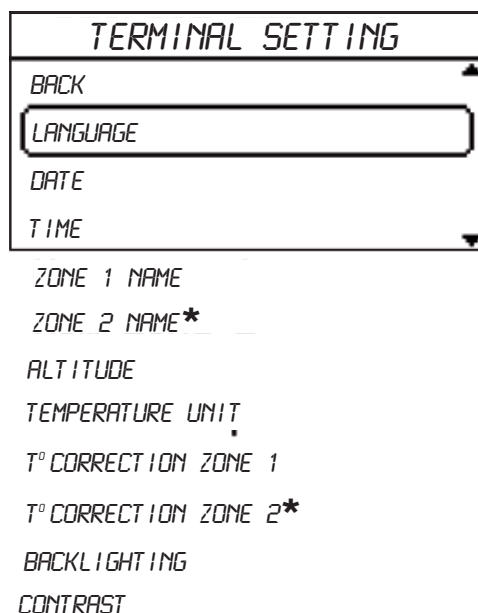 TERMINAL SETTING
BACK
LANGUAGE
DATE
TIME
ZONE 1 NAME
ZONE 2 NAME*
ALTITUDE
TEMPERATURE UNIT
T° CORRECTION ZONE 1
T° CORRECTION ZONE 2*
BACKLIGHTING
CONTRAST